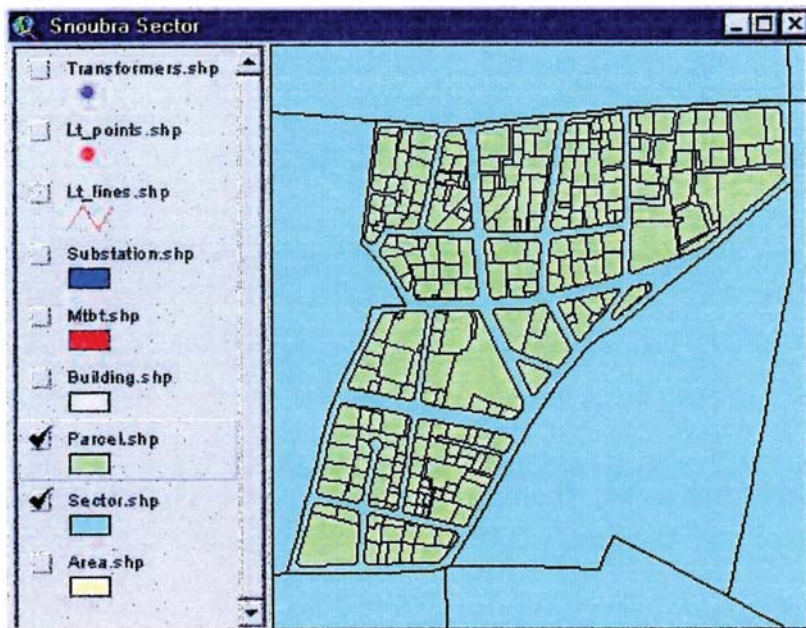 Snoubra Sector
Transformers.shp
Lt_points.shp
Lt_lines.shp
Substation.shp
Mtbt.shp
Building.shp
Parcel.shp
Sector.shp
Area.shp